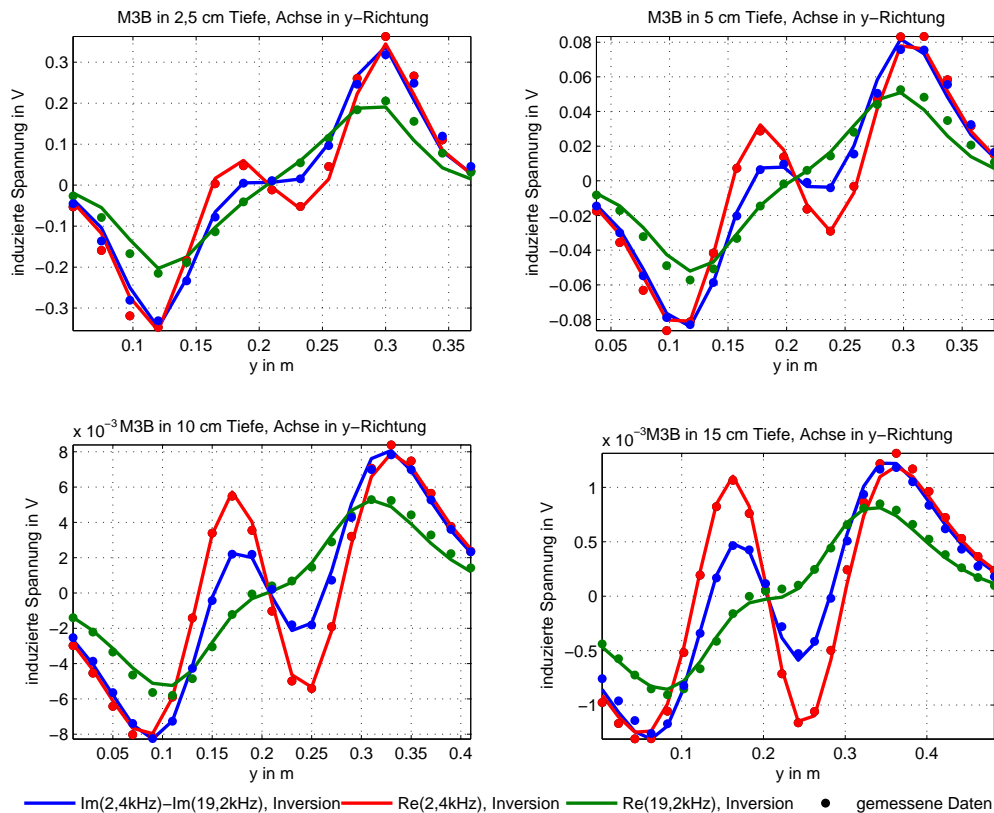 M3B in 2,5 cm Tiefe, Achse in y−Richtung
0.3
0.2
0.1
0
−0.1
−0.2
−0.3
induzierte Spannung in V
0.1 0.15 0.2 0.25 0.3 0.35
y in m
M3B in 5 cm Tiefe, Achse in y−Richtung
0.08
0.06
0.04
0.02
0
−0.02
−0.04
−0.06
−0.08
induzierte Spannung in V
0.05 0.1 0.15 0.2 0.25 0.3 0.35
y in m
x 10⁻³ M3B in 10 cm Tiefe, Achse in y−Richtung
8
6
4
2
0
−2
−4
−6
−8
induzierte Spannung in V
0.05 0.1 0.15 0.2 0.25 0.3 0.35 0.4
y in m
x 10⁻³ M3B in 15 cm Tiefe, Achse in y−Richtung
1
0.5
0
−0.5
−1
induzierte Spannung in V
0.1 0.2 0.3 0.4
y in m
Im(2,4kHz)−Im(19,2kHz), Inversion Re(2,4kHz), Inversion Re(19,2kHz), Inversion gemessene Daten